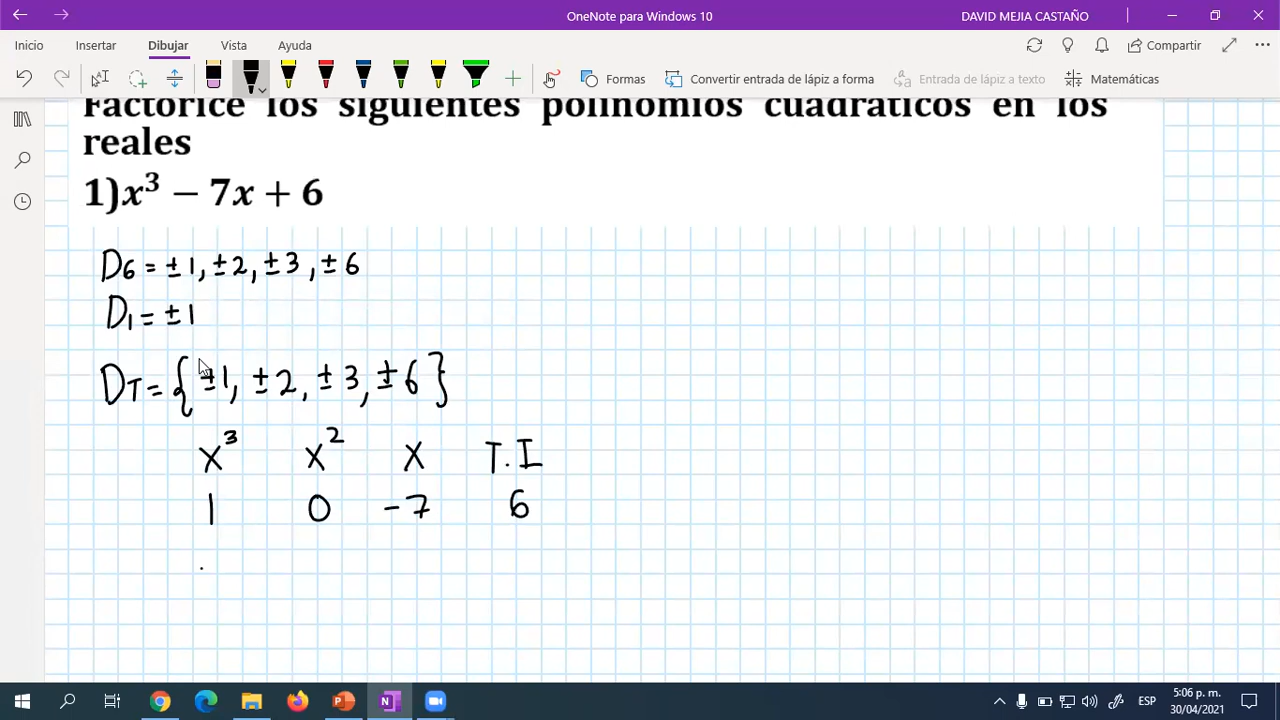 OneNote para Windows 10
DAVID MEJIA CASTAÑO
Inicio Insertar Dibujar Vista Ayuda
Compartir
Formas
Convertir entrada de lápiz a forma
Entrada de lápiz a texto
Matemáticas
Factorice los siguientes polinomios cuadráticos en los
reales
1)x³ − 7x + 6
D6 = ±1, ±2, ±3, ±6
D1 = ±1
DT = {±1, ±2, ±3, ±6}
x³ x² x T.I
1 0 -7 6
ESP
5:06 p. m.
30/04/2021